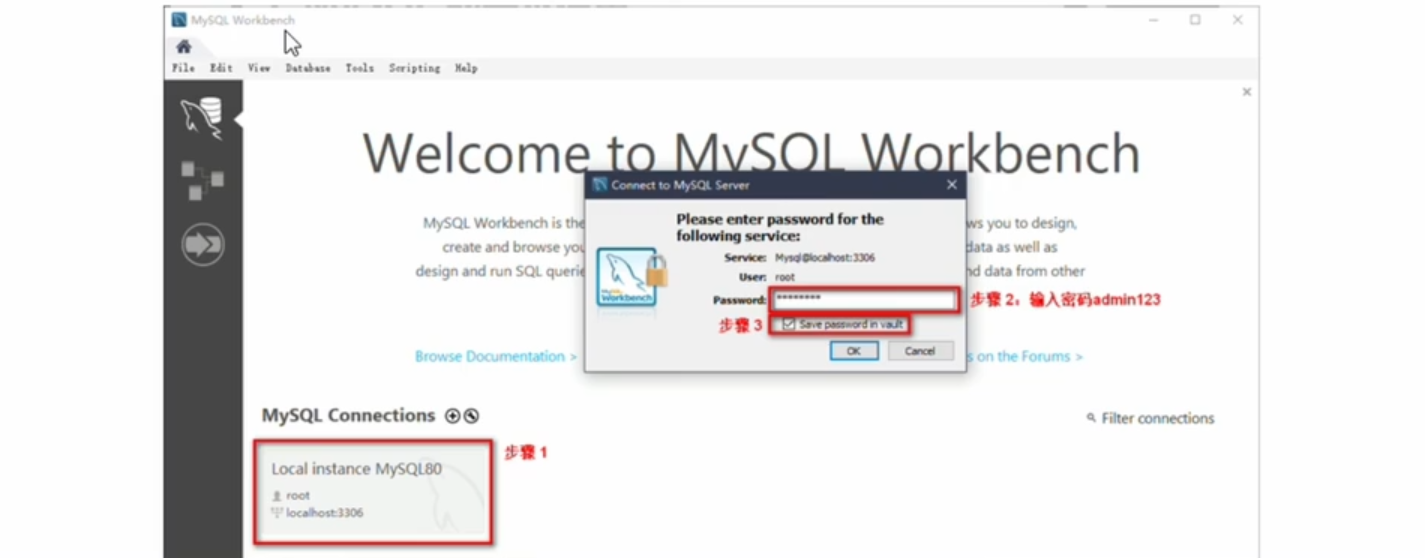 MySQL Workbench
File Edit View Database Tools Scripting Help
Welcome to MySQL Workbench
Connect to MySQL Server
Please enter password for the
following service:
MySQL Workbench is the
ws you to design,
create and browse you
data as well as
design and run SQL querie
nd data from other
Service: Mysql@localhost:3306
User: root
MySQL
Workbench
Password: ********
步骤 2：输入密码admin123
步骤 3
Save password in vault
OK Cancel
Browse Documentation >
s on the Forums >
MySQL Connections
Filter connections
步骤 1
Local instance MySQL80
root
localhost:3306